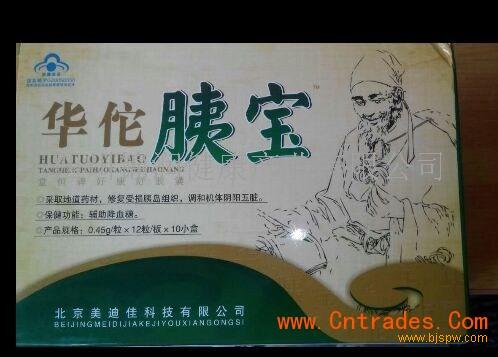 华佗 胰宝
HUATUOYIBAO
TANGHENGPAIHAOKANGSHIJIAONANG
采取地道药材，修复受损胰岛组织，调和机体阴阳五脏。
保健功能：辅助降血糖。
产品规格：0.45g/粒×12粒/板×10小盒
北京美迪佳科技有限公司
BEIJINGMEIDIJIAKEJIYOUXIANGONGSI
www.Cntrades.Com
www.bjspw.com